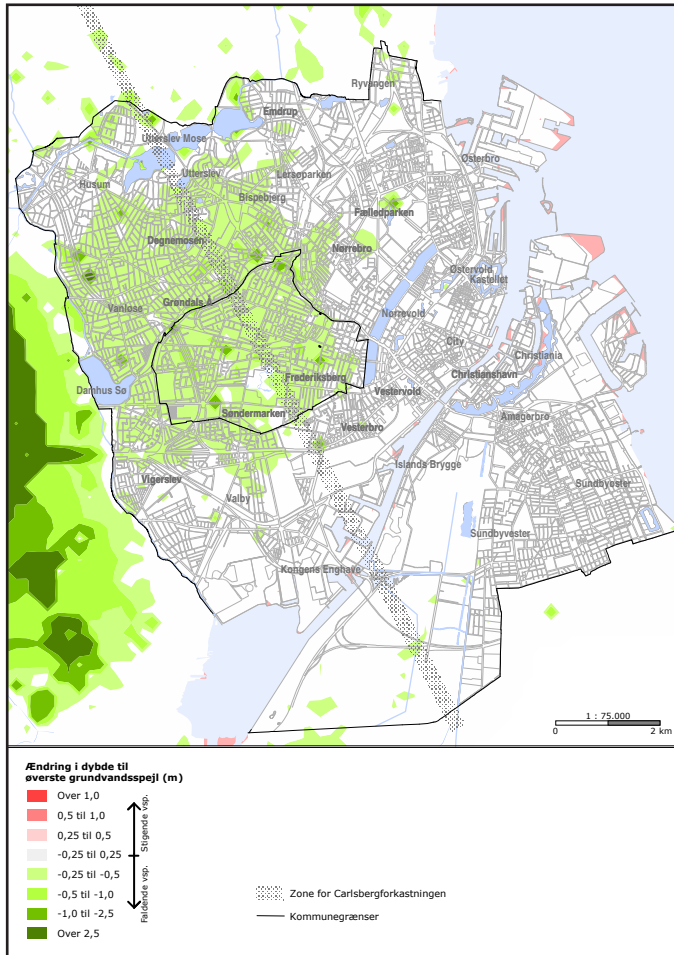 Ryvangen
Emdrup
Utterslev Mose
Østerbro
Lersøparken
Utterslev
Husum
Bispebjerg
Fælledparken
Degnemosen
Nørrebro
Østervold
Kastellet
Grøndals Å
Vanløse
Nørrevold
City
Christiania
Frederiksberg
Christianshavn
Damhus Sø
Vestervold
Søndermarken
Amagerbro
Vesterbro
Islands Brygge
Vigerslev
Valby
Sundbyøster
Sundbyvester
Kongens Enghave
1 : 75.000
0 2 km
Ændring i dybde til
øverste grundvandsspejl (m)
Over 1,0
0,5 til 1,0
0,25 til 0,5
-0,25 til 0,25
-0,25 til -0,5
-0,5 til -1,0
-1,0 til -2,5
Over 2,5
Stigende vsp.
Faldende vsp.
Zone for Carlsbergforkastningen
Kommunegrænser